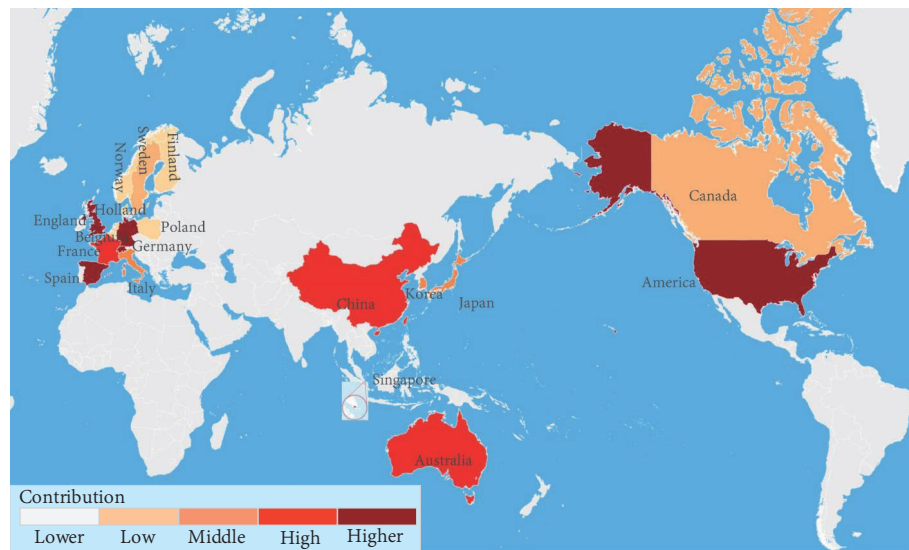 Norway
Sweden
Finland
Holland
England
Poland
Belgium
Germany
France
Spain
Italy
China
Korea
Japan
Singapore
Australia
Canada
America
Contribution
Lower
Low
Middle
High
Higher